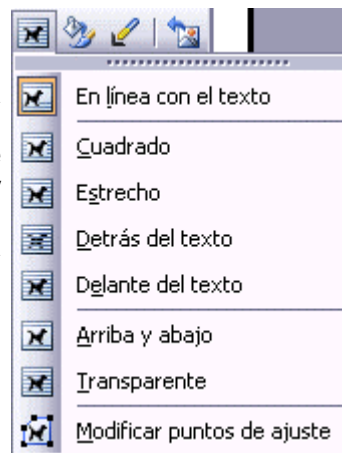 En línea con el texto
Cuadrado
Estrecho
Detrás del texto
Delante del texto
Arriba y abajo
Transparente
Modificar puntos de ajuste